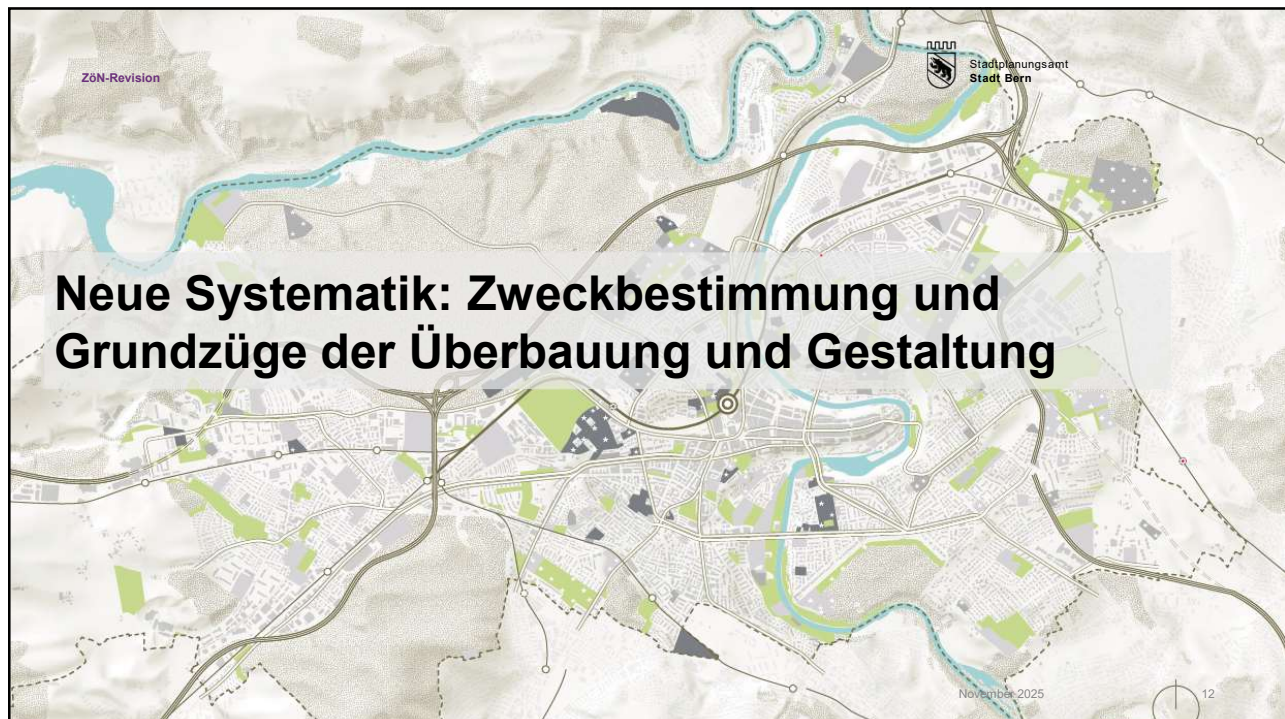 ZöN-Revision
Stadtplanungsamt
Stadt Bern
Neue Systematik: Zweckbestimmung und
Grundzüge der Überbauung und Gestaltung
November 2025
12